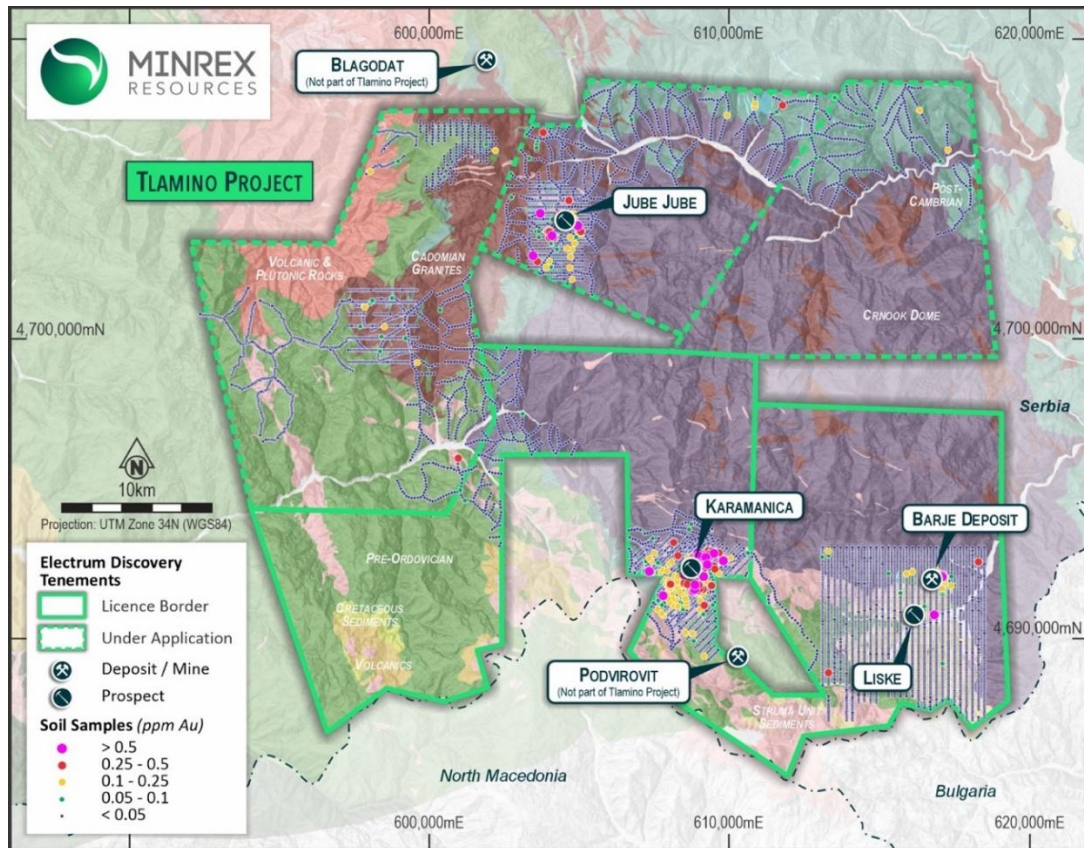 600,000mE
610,000mE
620,000mE
MINREX
RESOURCES
BLAGODAT
(Not part of Tlamino Project)
TLAMINO PROJECT
JUBE JUBE
POST-
CAMBRIAN
VOLCANIC &
PLUTONIC ROCKS
CADOMIAN
GRANITES
CRNOOK DOME
4,700,000mN
4,700,000mN
Serbia
N
10km
Projection: UTM Zone 34N (WGS84)
KARAMANICA
BARJE DEPOSIT
PRE-ORDOVICIAN
CRETACEOUS
SEDIMENTS
VOLCANICS
4,690,000mN
PODVIROVIT
(Not part of Tlamino Project)
LISKE
STRUMA UNIT
SEDIMENTS
North Macedonia
Bulgaria
Electrum Discovery
Tenements
Licence Border
Under Application
Deposit / Mine
Prospect
Soil Samples (ppm Au)
> 0.5
0.25 - 0.5
0.1 - 0.25
0.05 - 0.1
< 0.05
600,000mE
610,000mE
620,000mE